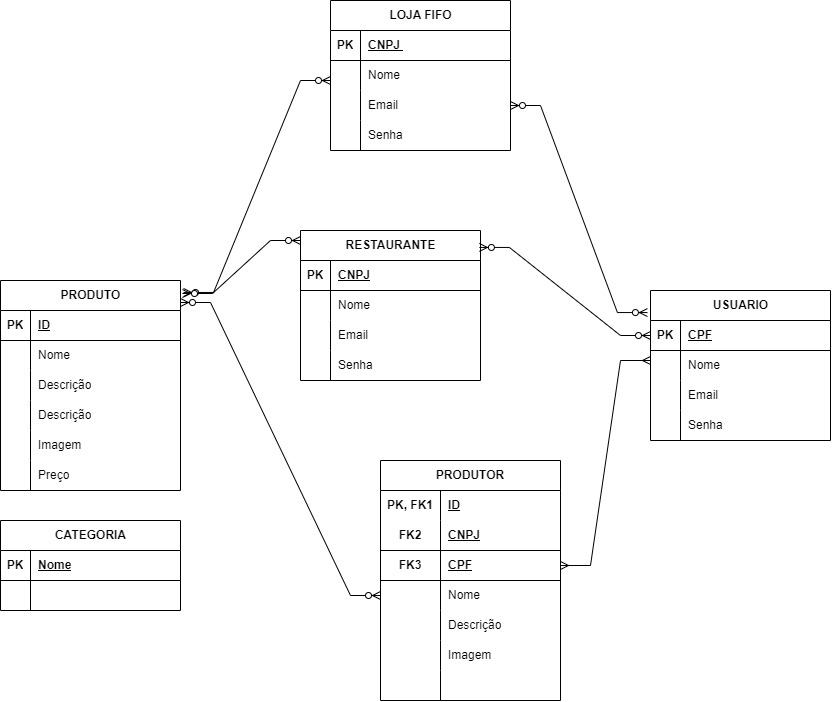 LOJA FIFO
PK CNPJ
Nome
Email
Senha
RESTAURANTE
PK CNPJ
Nome
Email
Senha
PRODUTO
PK ID
Nome
Descrição
Descrição
Imagem
Preço
USUARIO
PK CPF
Nome
Email
Senha
PRODUTOR
PK, FK1 ID
FK2 CNPJ
FK3 CPF
Nome
Descrição
Imagem
CATEGORIA
PK Nome